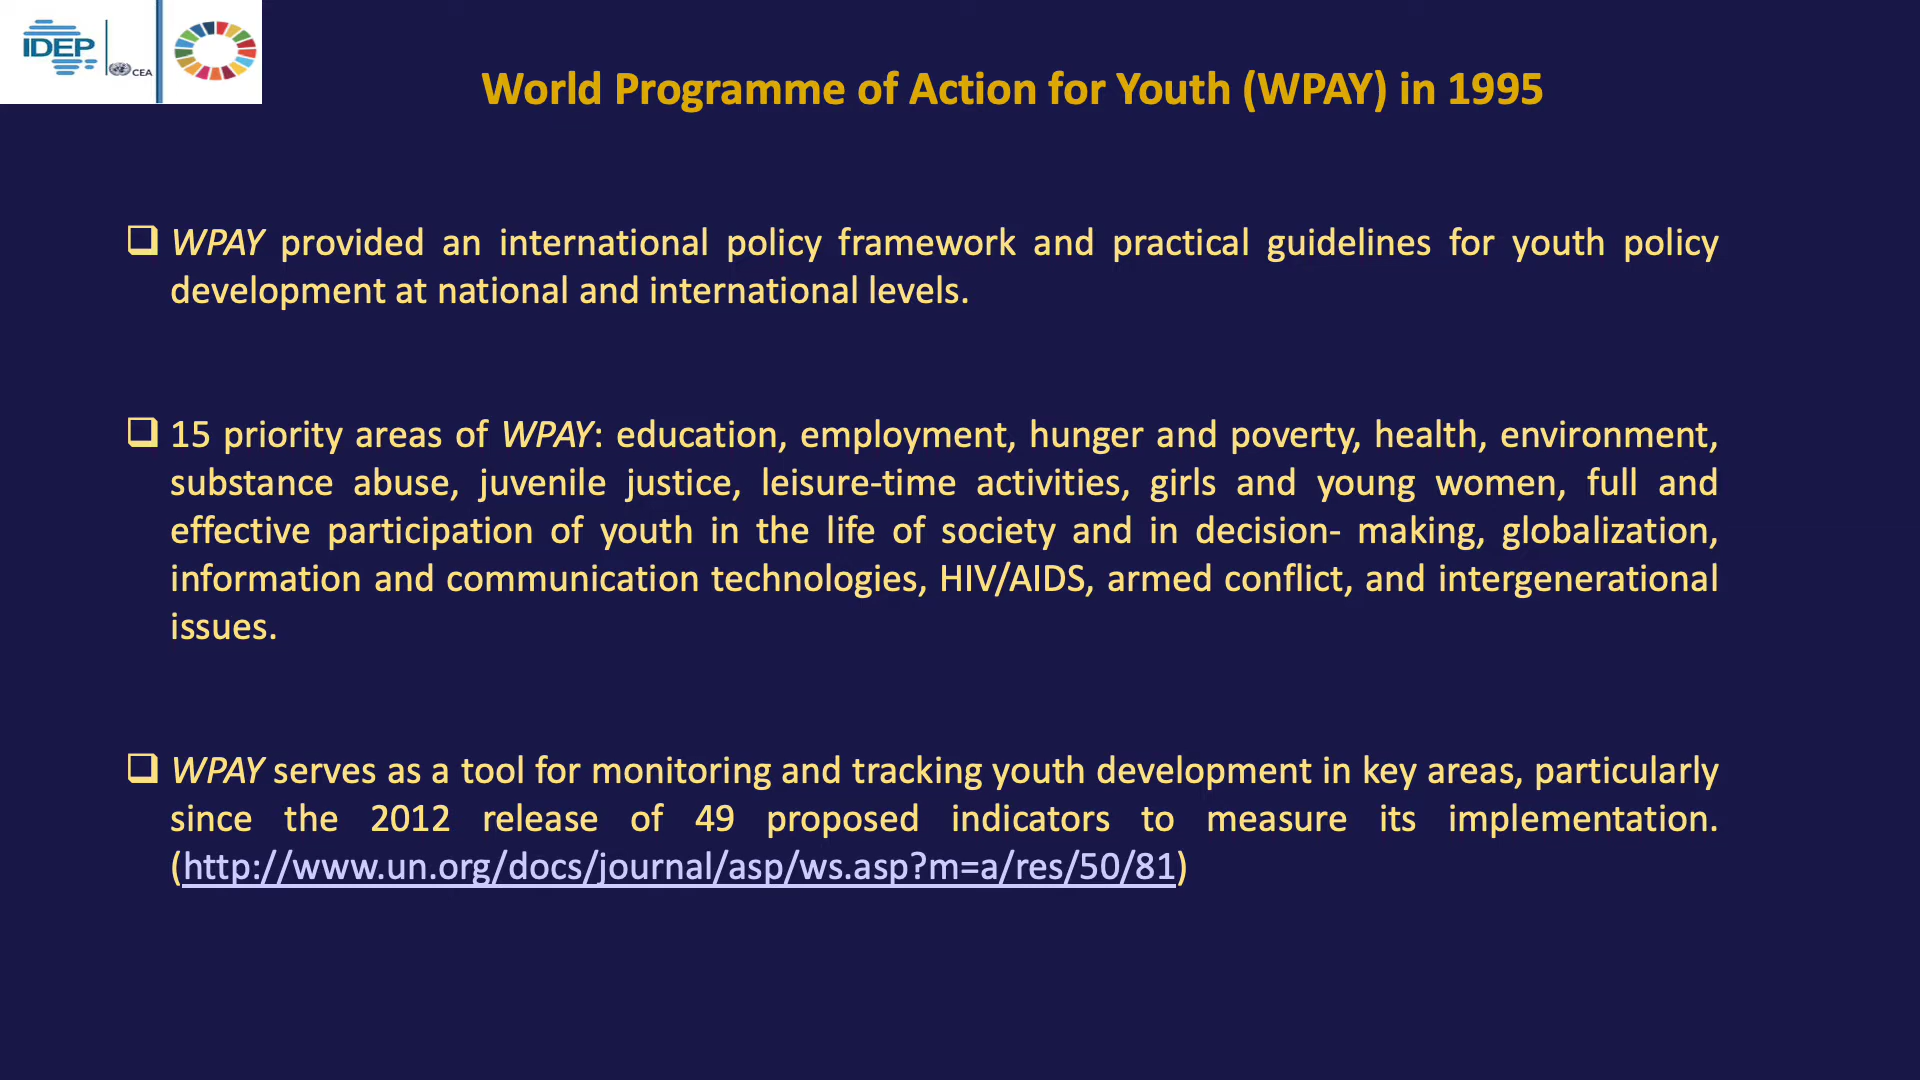 IDEP
CEA
World Programme of Action for Youth (WPAY) in 1995
❑ WPAY provided an international policy framework and practical guidelines for youth policy
development at national and international levels.
❑ 15 priority areas of WPAY: education, employment, hunger and poverty, health, environment,
substance abuse, juvenile justice, leisure-time activities, girls and young women, full and
effective participation of youth in the life of society and in decision- making, globalization,
information and communication technologies, HIV/AIDS, armed conflict, and intergenerational
issues.
❑ WPAY serves as a tool for monitoring and tracking youth development in key areas, particularly
since the 2012 release of 49 proposed indicators to measure its implementation.
(http://www.un.org/docs/journal/asp/ws.asp?m=a/res/50/81)